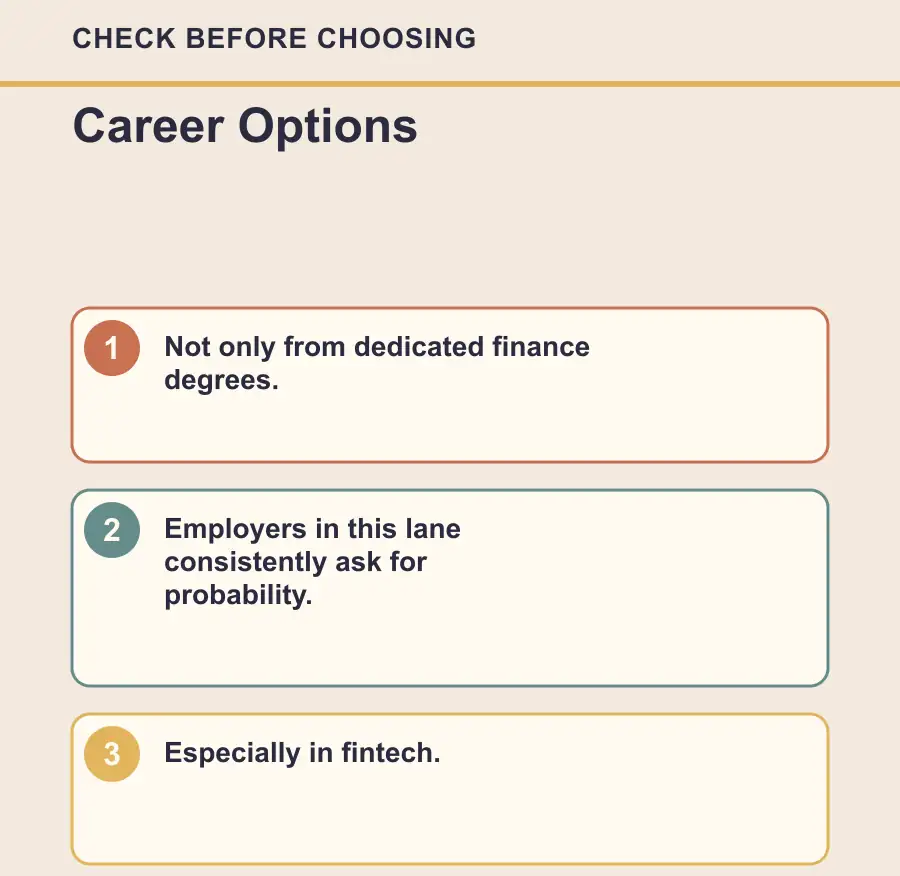 CHECK BEFORE CHOOSING
Career Options
1
Not only from dedicated finance
degrees.
2
Employers in this lane
consistently ask for
probability.
3
Especially in fintech.